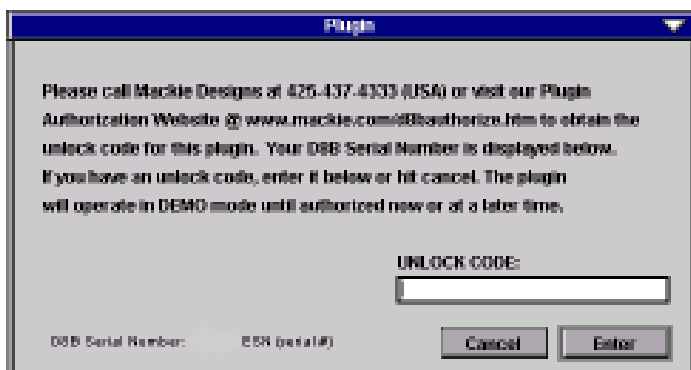 Plugin
Please call Mackie Designs at 425-437-4333 (USA) or visit our Plugin
Authorization Website @ www.mackie.com/d8bauthorize.htm to obtain the
unlock code for this plugin. Your D8B Serial Number is displayed below.
If you have an unlock code, enter it below or hit cancel. The plugin
will operate in DEMO mode until authorized now or at a later time.
UNLOCK CODE:
D8B Serial Number: ESN (serial#)
Cancel Enter